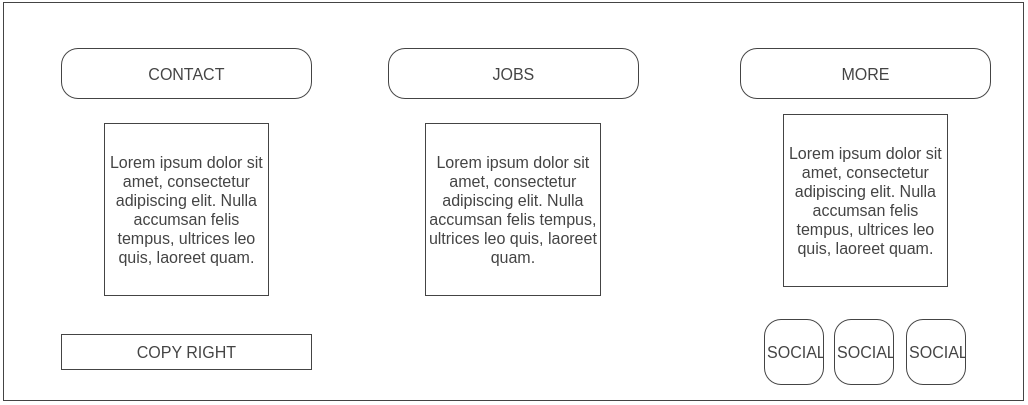 CONTACT
JOBS
MORE
Lorem ipsum dolor sit
amet, consectetur
adipiscing elit. Nulla
accumsan felis
tempus, ultrices leo
quis, laoreet quam.
Lorem ipsum dolor sit
amet, consectetur
adipiscing elit. Nulla
accumsan felis tempus,
ultrices leo quis, laoreet
quam.
Lorem ipsum dolor sit
amet, consectetur
adipiscing elit. Nulla
accumsan felis
tempus, ultrices leo
quis, laoreet quam.
COPY RIGHT
SOCIAL
SOCIAL
SOCIAL